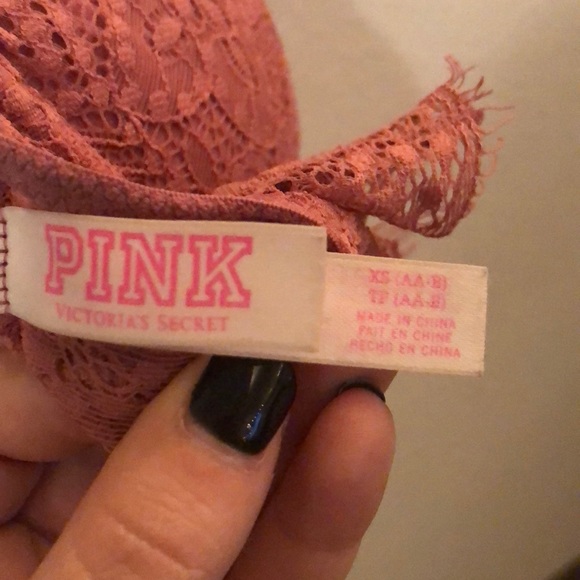 PINK
VICTORIA'S SECRET
XS (AA-B)
TP (AA-B)
MADE IN CHINA
FAIT EN CHINE
HECHO EN CHINA